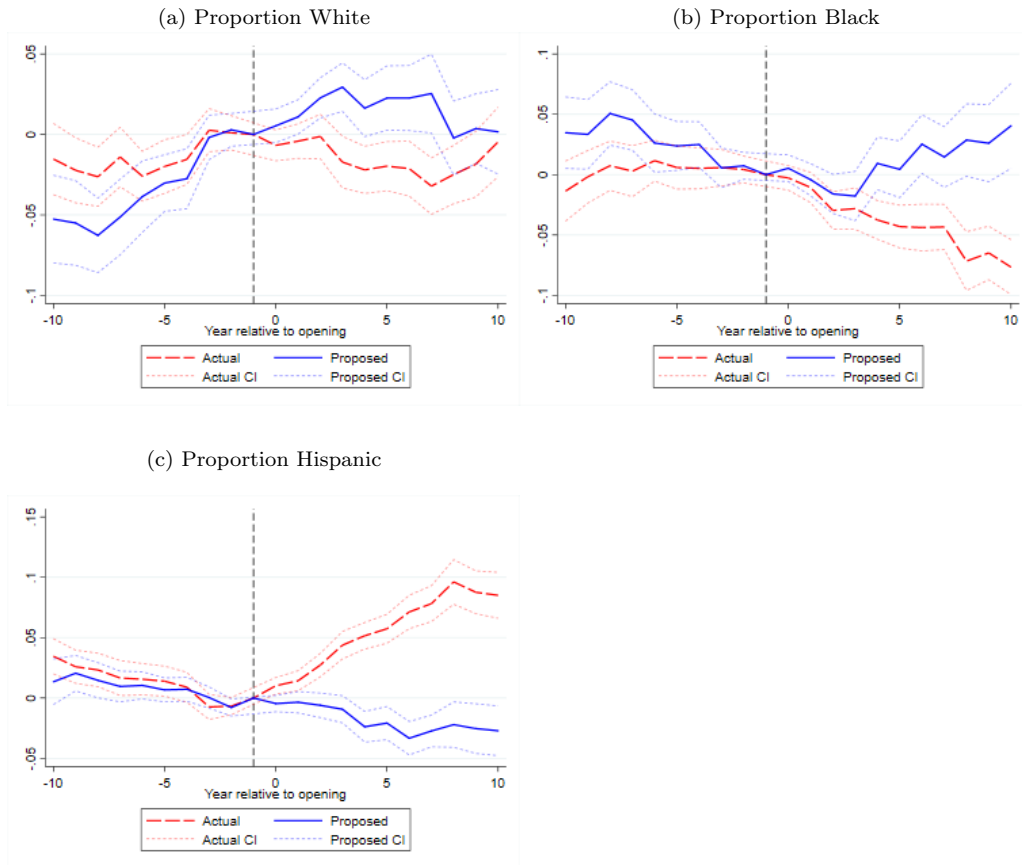 (a) Proportion White
.05
0
-.05
-.1
-10 -5 0 5 10
Year relative to opening
Actual Proposed
Actual CI Proposed CI
(b) Proportion Black
.1
.05
0
-.05
-.1
-10 -5 0 5 10
Year relative to opening
Actual Proposed
Actual CI Proposed CI
(c) Proportion Hispanic
.15
.1
.05
0
-.05
-10 -5 0 5 10
Year relative to opening
Actual Proposed
Actual CI Proposed CI